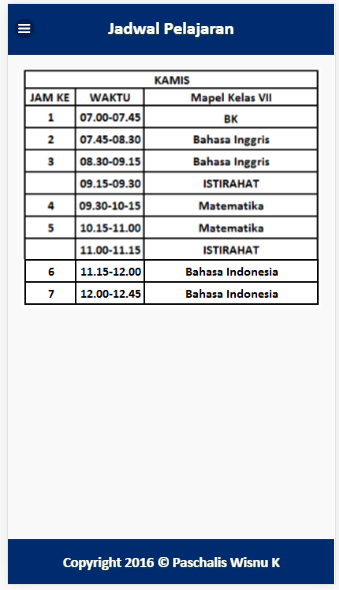 Jadwal Pelajaran
KAMIS
JAM KE WAKTU Mapel Kelas VII
1 07.00-07.45 BK
2 07.45-08.30 Bahasa Inggris
3 08.30-09.15 Bahasa Inggris
09.15-09.30 ISTIRAHAT
4 09.30-10-15 Matematika
5 10.15-11.00 Matematika
11.00-11.15 ISTIRAHAT
6 11.15-12.00 Bahasa Indonesia
7 12.00-12.45 Bahasa Indonesia
Copyright 2016 © Paschalis Wisnu K